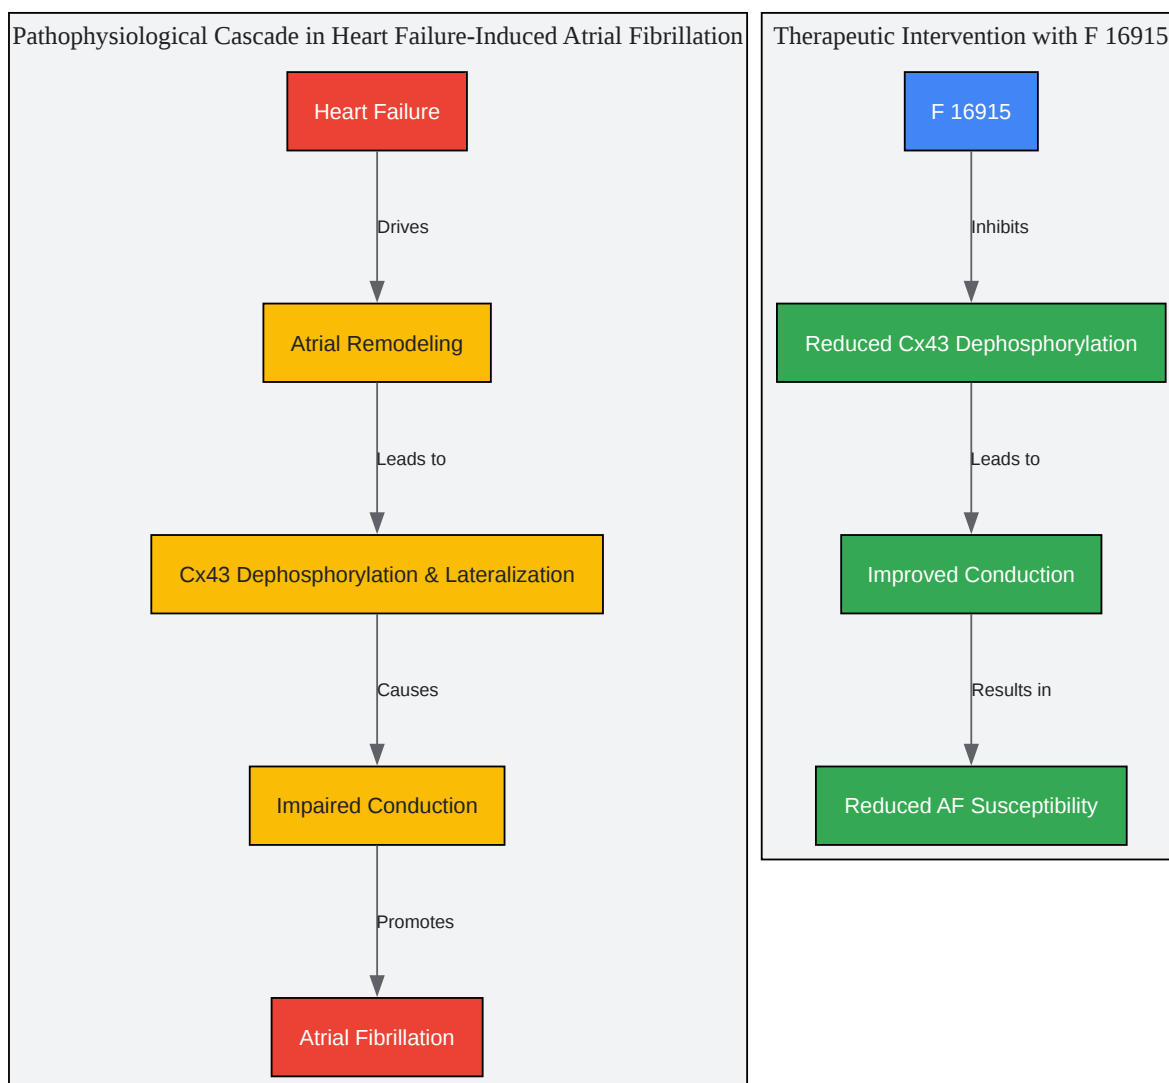 Pathophysiological Cascade in Heart Failure-Induced Atrial Fibrillation
Heart Failure
Drives
Atrial Remodeling
Leads to
Cx43 Dephosphorylation & Lateralization
Causes
Impaired Conduction
Promotes
Atrial Fibrillation
Therapeutic Intervention with F 16915
F 16915
Inhibits
Reduced Cx43 Dephosphorylation
Leads to
Improved Conduction
Results in
Reduced AF Susceptibility